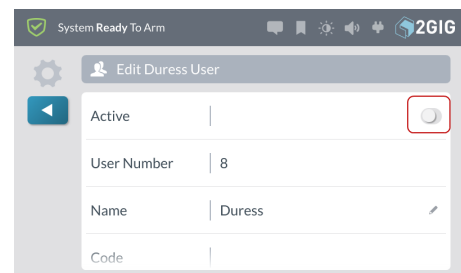 System Ready To Arm
2GIG
Edit Duress User
Active
User Number 8
Name Duress
Code